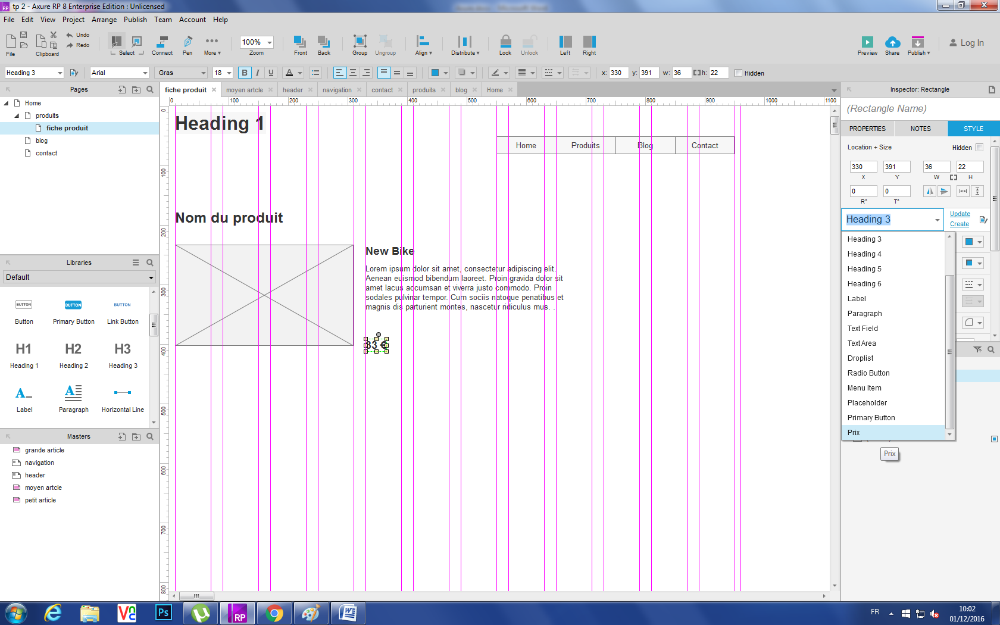 tp 2 - Axure RP 8 Enterprise Edition : Unlicensed
File Edit View Project Arrange Publish Team Account Help
File Clipboard Undo Redo Select Connect Pen More 100% Zoom Front Back Group Ungroup Align Distribute Lock Unlock Left Right Preview Share Publish Log In
Heading 3 Arial Gras 18 B I U A x: 330 y: 391 w: 36 h: 22 Hidden
Pages
Home
produits
fiche produit
blog
contact
Libraries
Default
BUTTON BUTTON BUTTON
Button Primary Button Link Button
H1 H2 H3
Heading 1 Heading 2 Heading 3
A A
Label Paragraph Horizontal Line
Masters
grande article
navigation
header
moyen artcle
petit article
fiche produit moyen artcle header navigation contact produits blog Home
0 100 200 300 400 500 600 700 800 900 1000 1100
0
100
200
300
400
500
600
700
800
Heading 1
Home Produits Blog Contact
Nom du produit
New Bike
Lorem ipsum dolor sit amet, consectetur adipiscing elit.
Aenean euismod bibendum laoreet. Proin gravida dolor sit
amet lacus accumsan et viverra justo commodo. Proin
sodales pulvinar tempor. Cum sociis natoque penatibus et
magnis dis parturient montes, nascetur ridiculus mus. .
33 €
Inspector: Rectangle
(Rectangle Name)
PROPERTIES NOTES STYLE
Location + Size Hidden
330 391 36 22
X Y W H
0 0
R° T°
Heading 3 Update
Create
Heading 3
Heading 4
Heading 5
Heading 6
Label
Paragraph
Text Field
Text Area
Droplist
Radio Button
Menu Item
Placeholder
Primary Button
Prix
Prix
VNC Ps RP
FR 10:02
01/12/2016